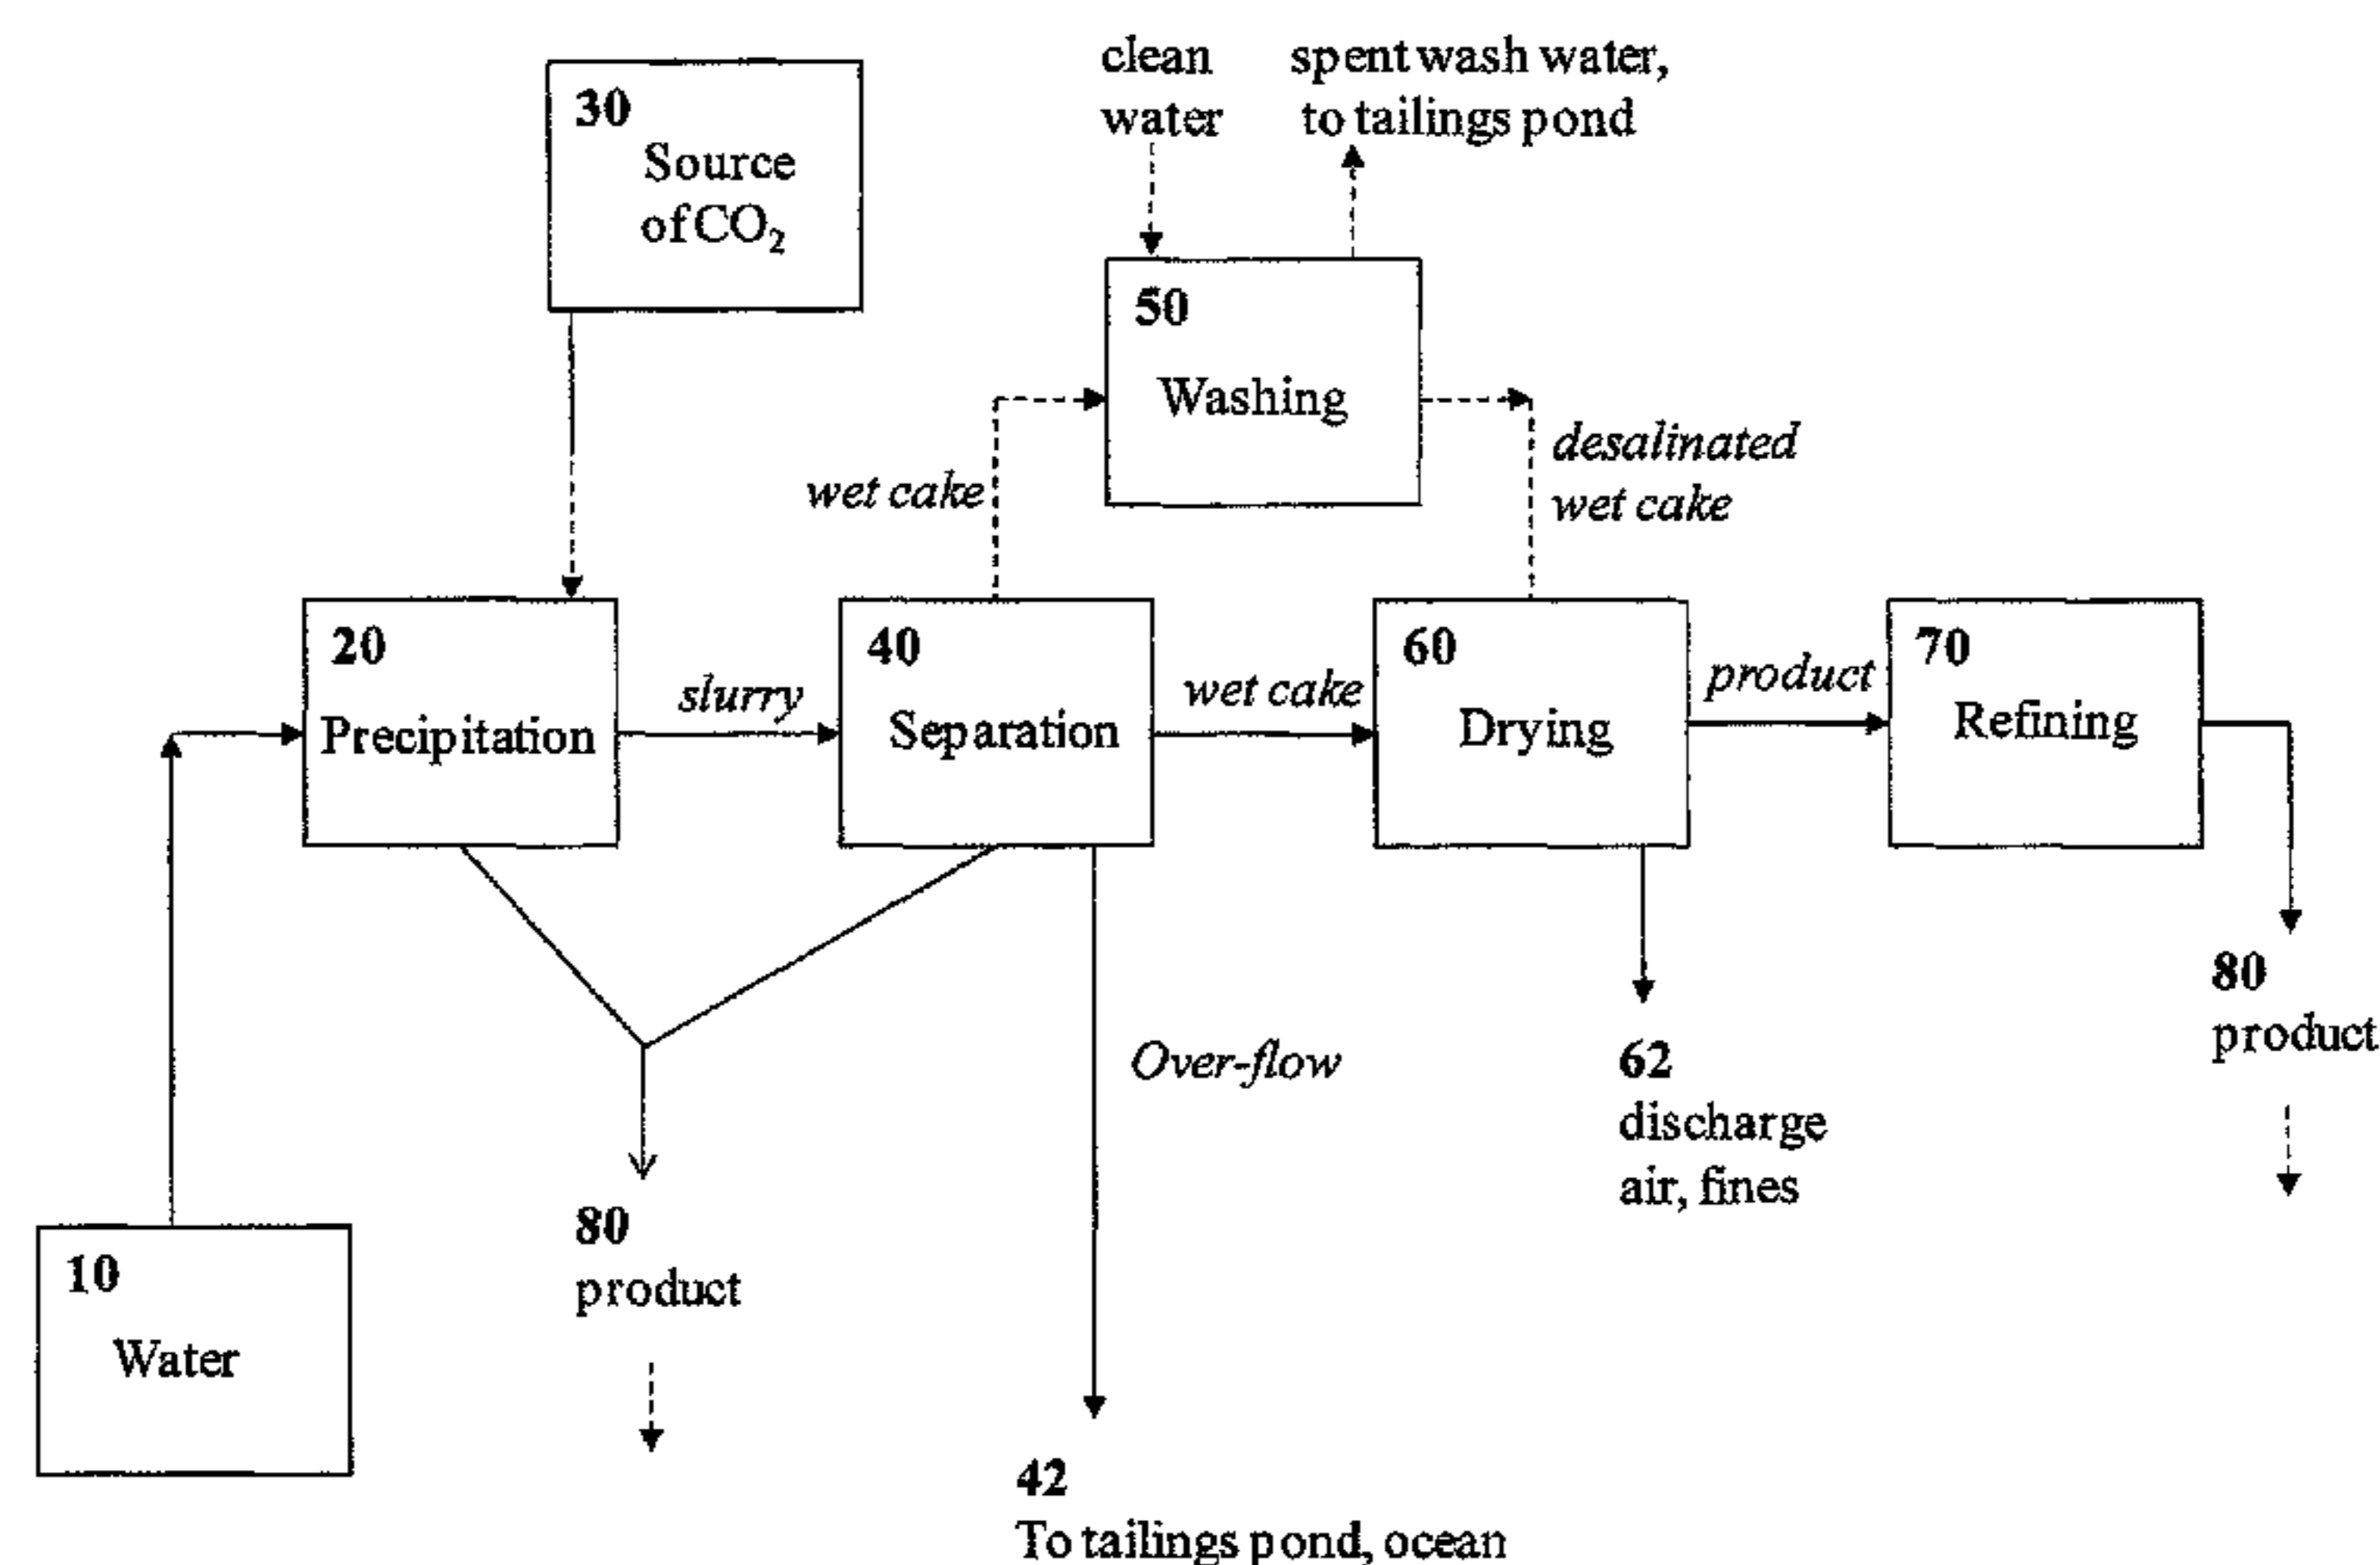 30
Source
of CO₂
clean
water
spent wash water,
to tailings pond
50
Washing
wet cake
desalinated
wet cake
20
Precipitation
slurry
40
Separation
wet cake
60
Drying
product
70
Refining
Over-flow
62
discharge
air, fines
80
product
10
Water
80
product
42
To tailings pond, ocean